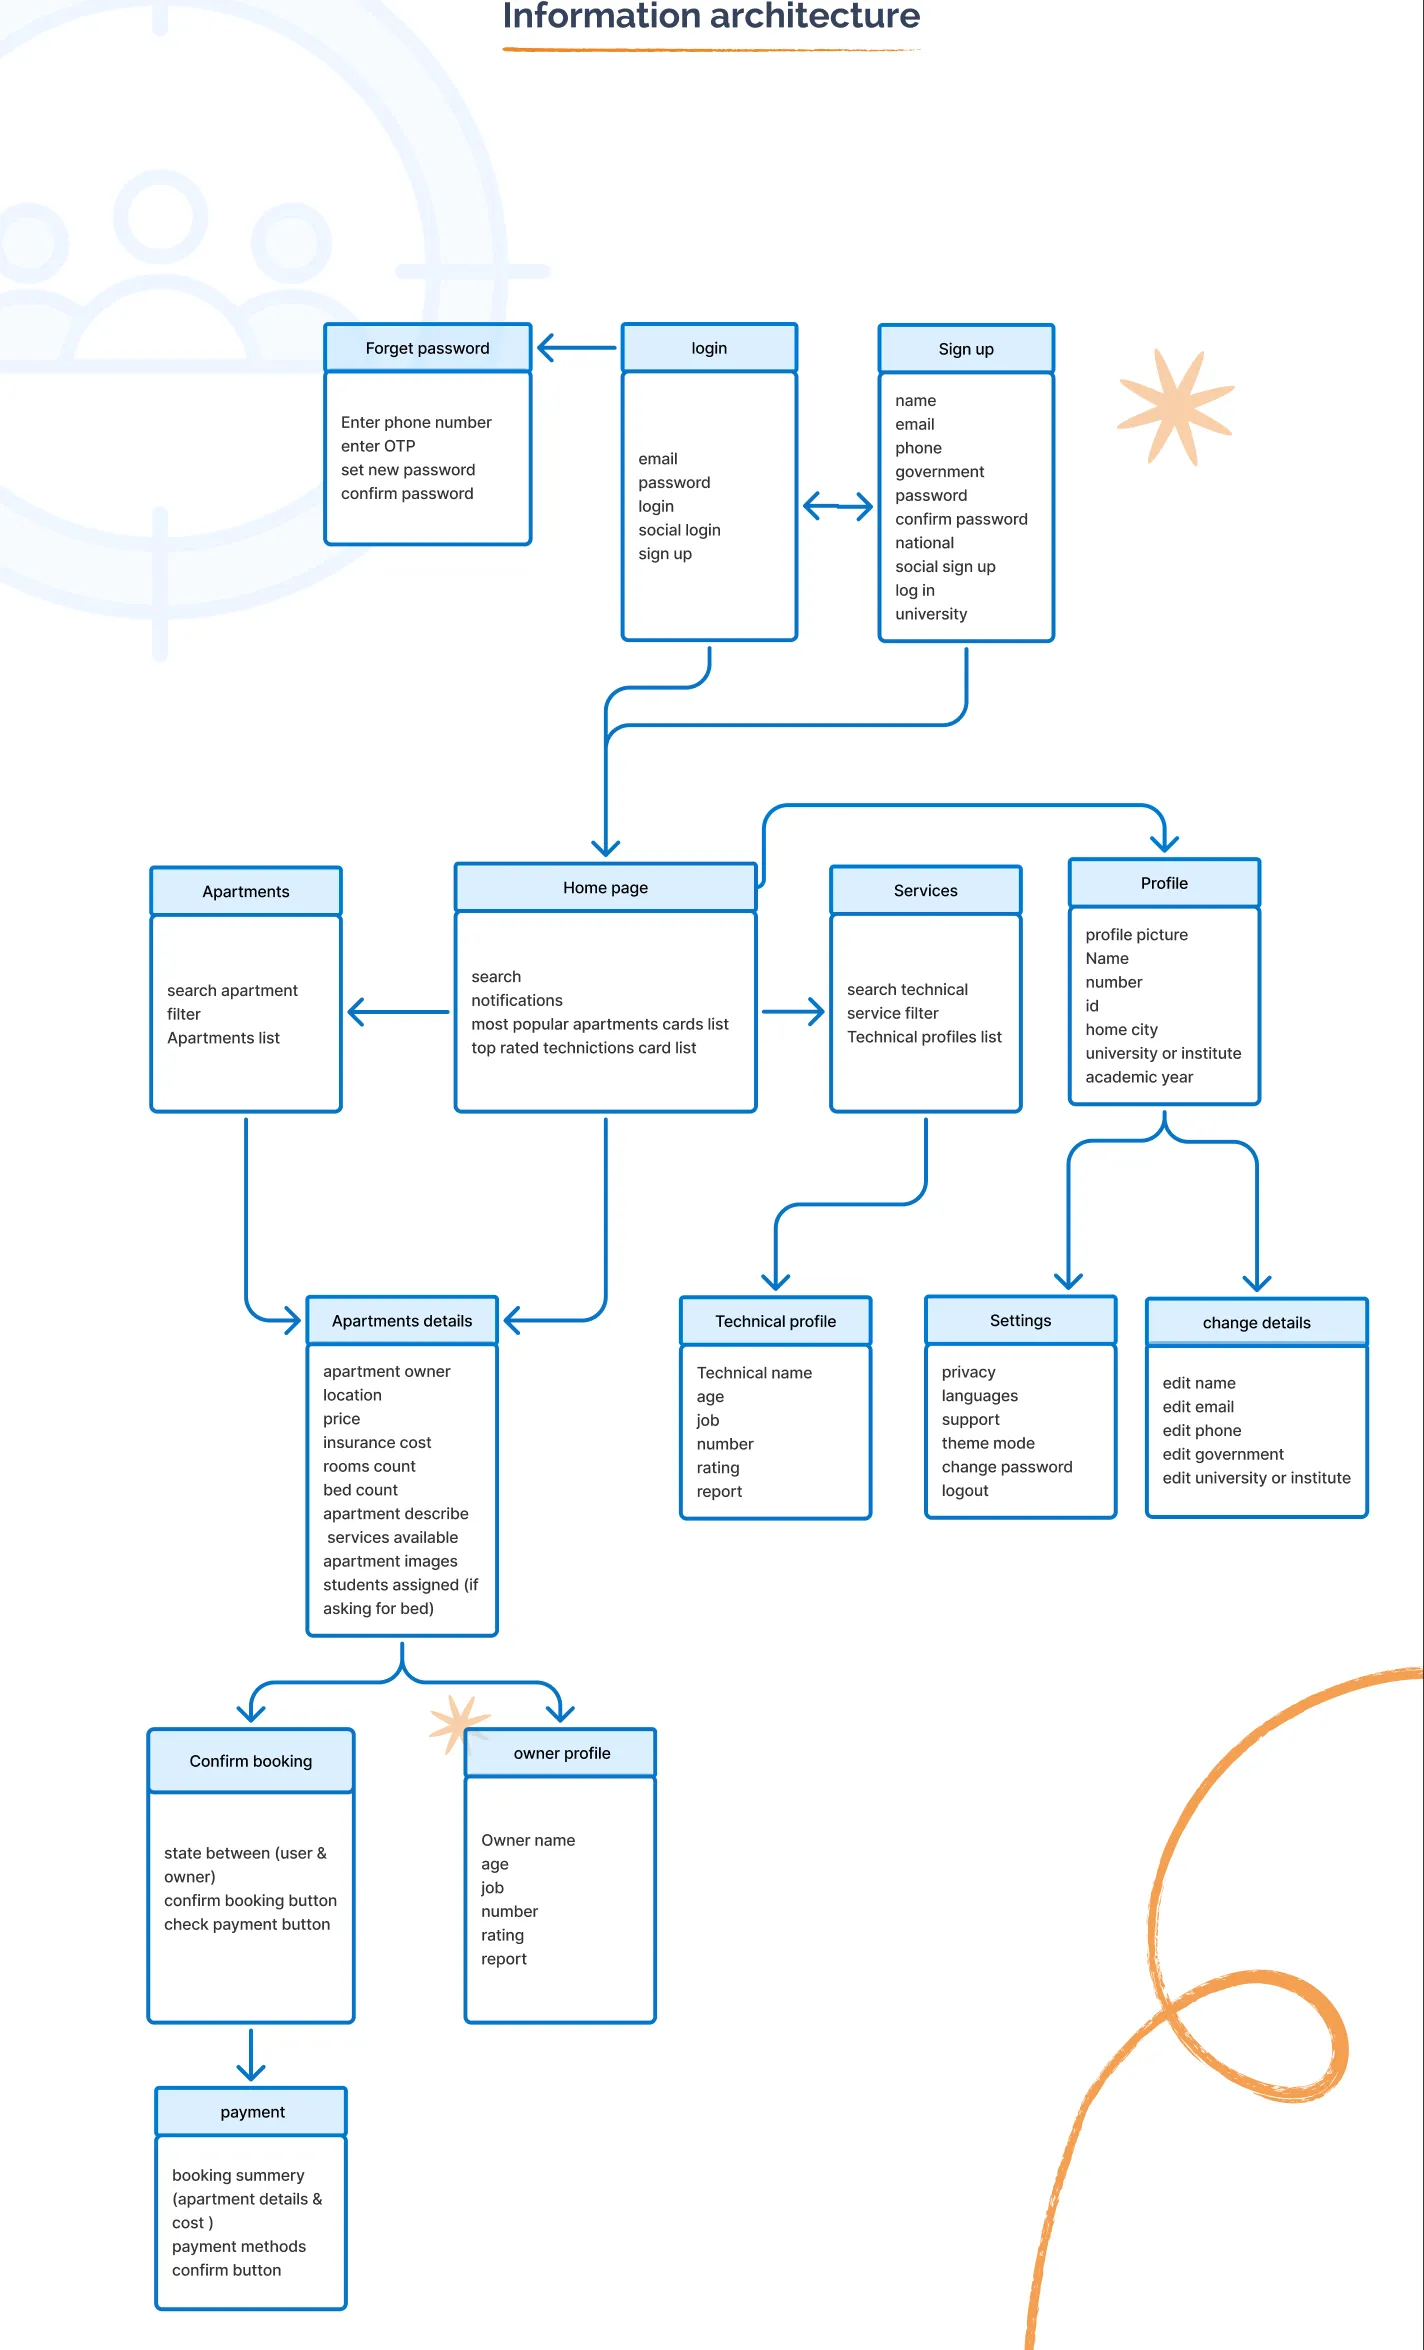 Information architecture
Forget password
Enter phone number
enter OTP
set new password
confirm password
login
email
password
login
social login
sign up
Sign up
name
email
phone
government
password
confirm password
national
social sign up
log in
university
Apartments
search apartment
filter
Apartments list
Home page
search
notifications
most popular apartments cards list
top rated technictions card list
Services
search technical
service filter
Technical profiles list
Profile
profile picture
Name
number
id
home city
university or institute
academic year
Apartments details
apartment owner
location
price
insurance cost
rooms count
bed count
apartment describe
services available
apartment images
students assigned (if
asking for bed)
Technical profile
Technical name
age
job
number
rating
report
Settings
privacy
languages
support
theme mode
change password
logout
change details
edit name
edit email
edit phone
edit government
edit university or institute
Confirm booking
state between (user &
owner)
confirm booking button
check payment button
owner profile
Owner name
age
job
number
rating
report
payment
booking summery
(apartment details &
cost )
payment methods
confirm button